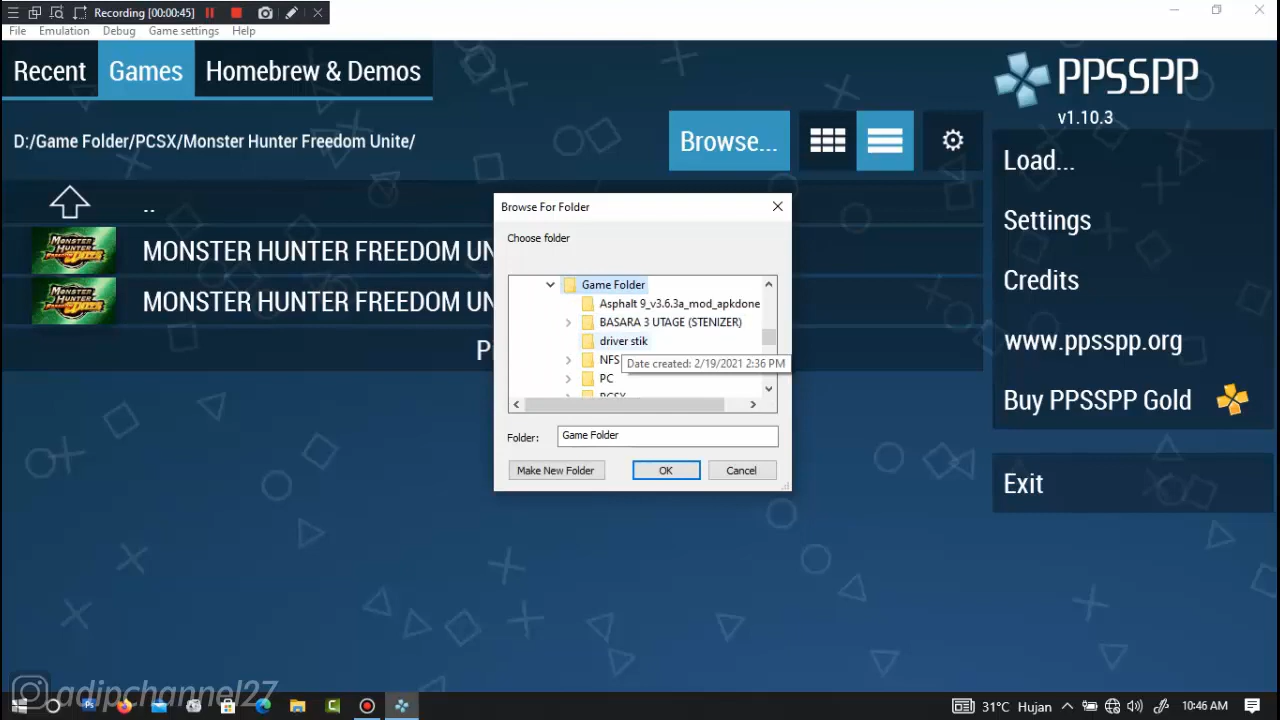 Recording [00:00:45]
File Emulation Debug Game settings Help
Recent Games Homebrew & Demos
PPSSPP
v1.10.3
D:/Game Folder/PCSX/Monster Hunter Freedom Unite/
Browse...
Load...
Settings
Credits
www.ppsspp.org
Buy PPSSPP Gold
Exit
..
MONSTER HUNTER FREEDOM UN
MONSTER HUNTER FREEDOM UN
Browse For Folder
Choose folder
Game Folder
Asphalt 9_v3.6.3a_mod_apkdone
BASARA 3 UTAGE (STENIZER)
driver stik
NFS
Date created: 2/19/2021 2:36 PM
PC
PCSX
Folder: Game Folder
Make New Folder OK Cancel
adipchannel27
31°C Hujan 10:46 AM